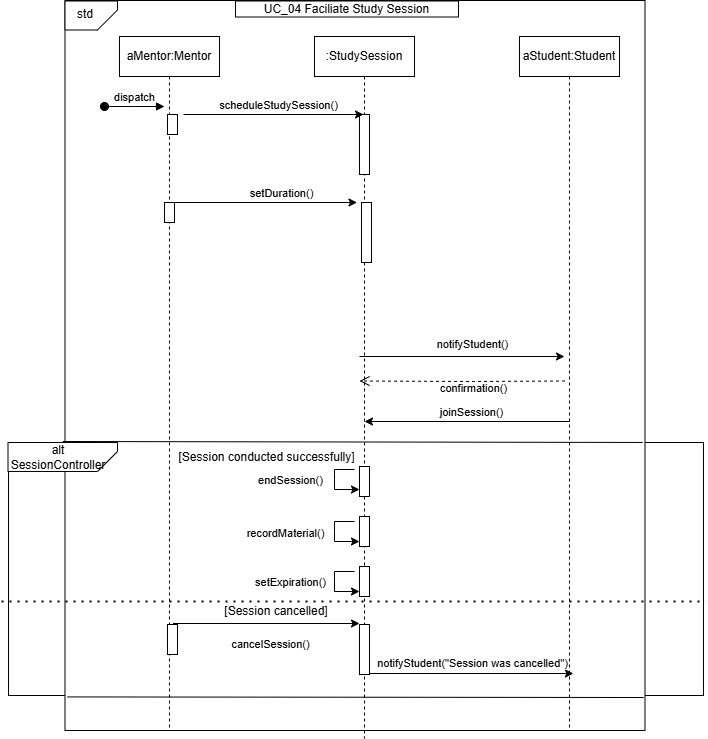 std
UC_04 Faciliate Study Session
aMentor:Mentor
:StudySession
aStudent:Student
dispatch
scheduleStudySession()
setDuration()
notifyStudent()
confirmation()
joinSession()
alt
SessionController
[Session conducted successfully]
endSession()
recordMaterial()
setExpiration()
[Session cancelled]
cancelSession()
notifyStudent("Session was cancelled")